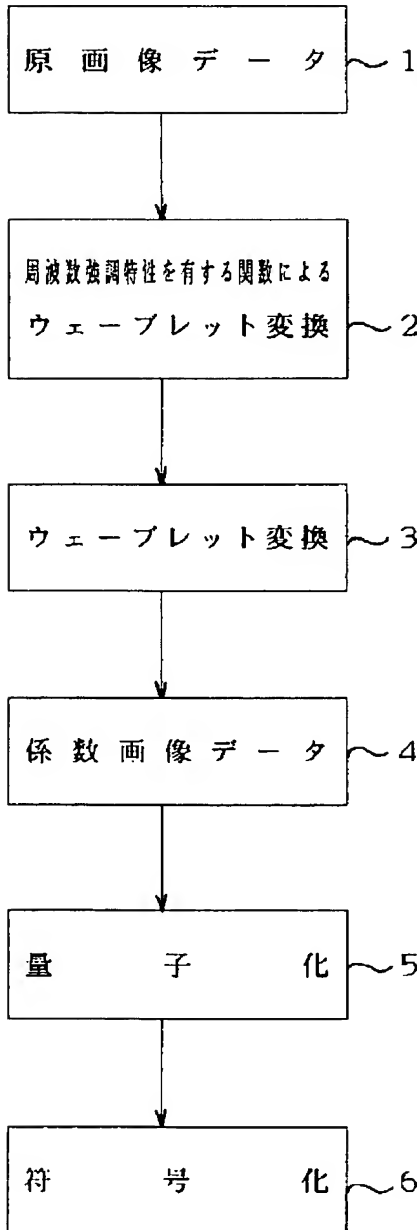 原画像データ 1
周波数強調特性を有する関数による
ウェーブレット変換 2
ウェーブレット変換 3
係数画像データ 4
量子化 5
符号化 6